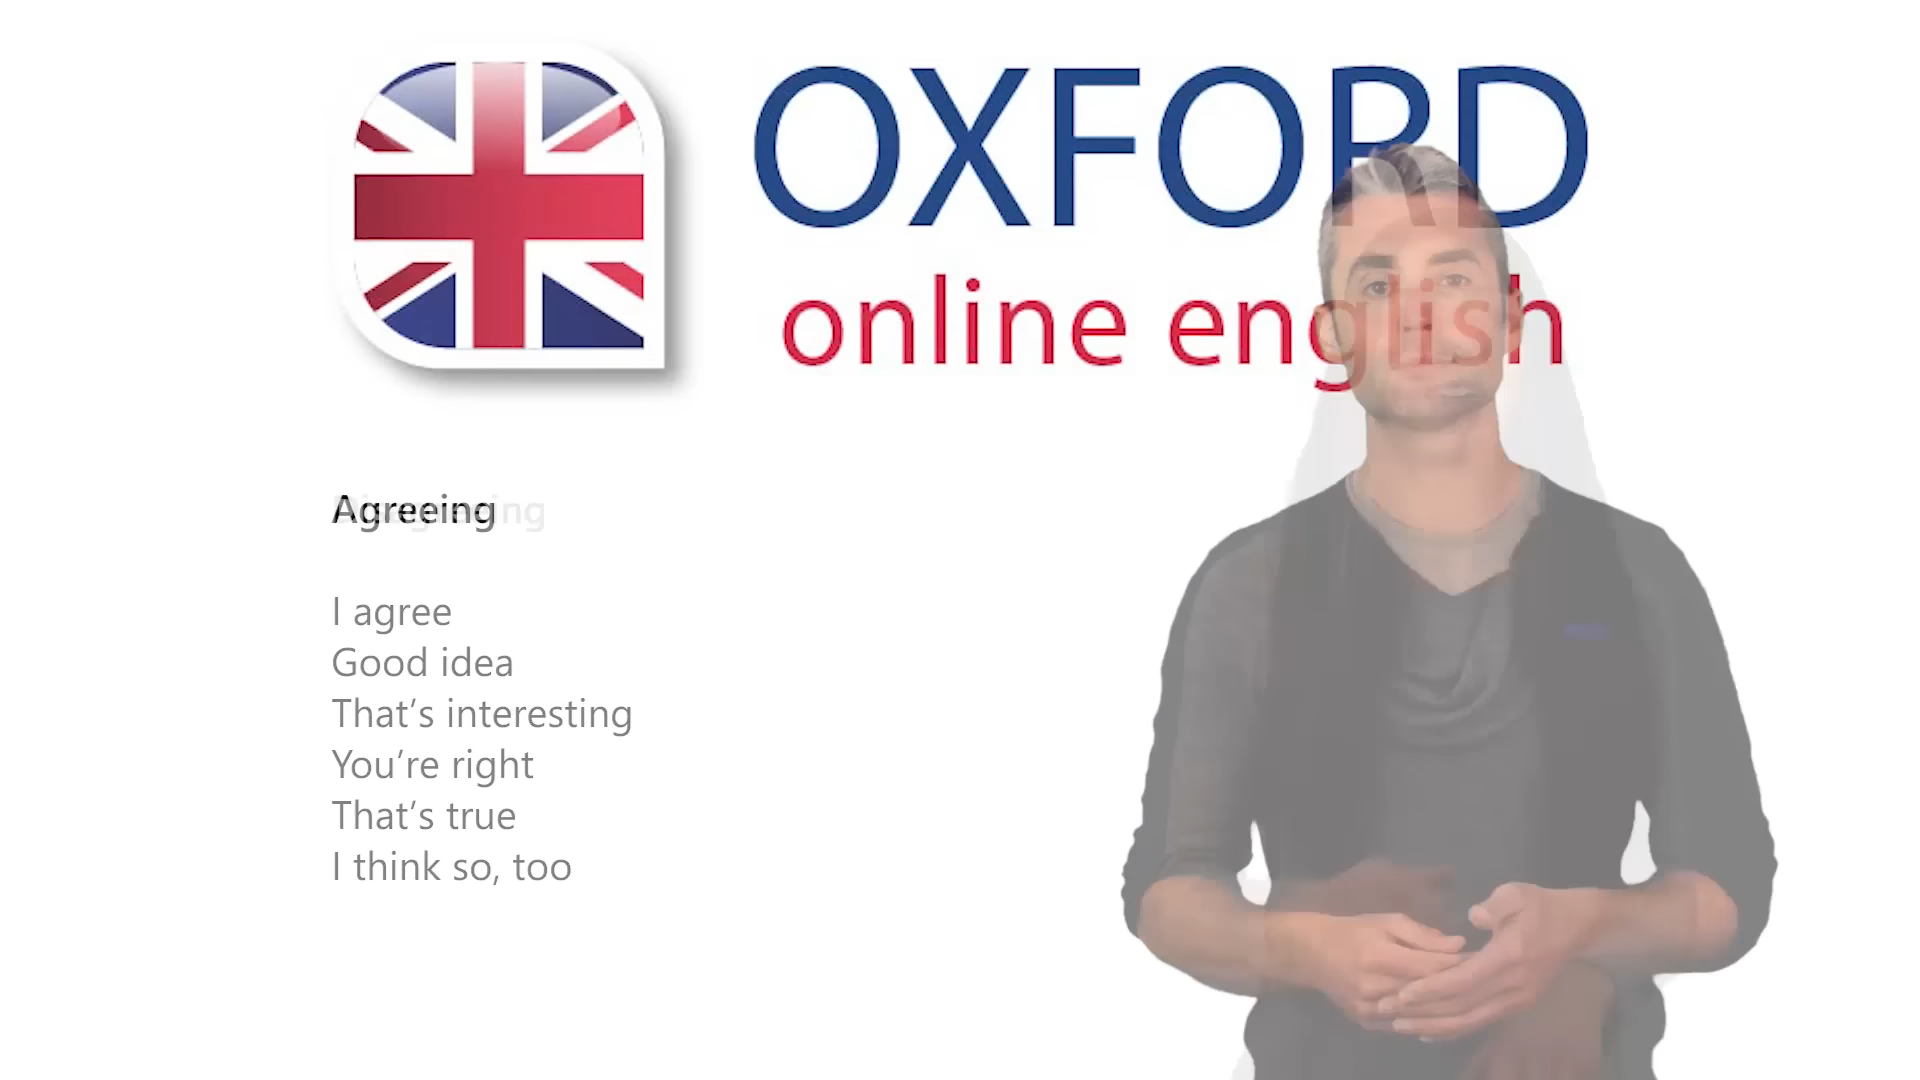 OXFORD
online english
Agreeing
I agree
Good idea
That’s interesting
You’re right
That’s true
I think so, too